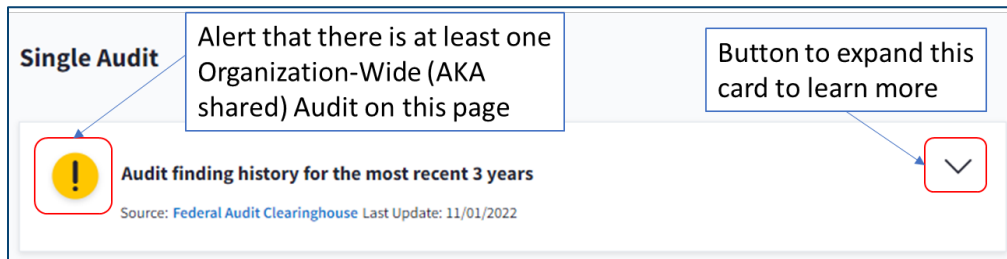 Single Audit
Alert that there is at least one
Organization-Wide (AKA
shared) Audit on this page
Button to expand this
card to learn more
!
Audit finding history for the most recent 3 years
Source: Federal Audit Clearinghouse Last Update: 11/01/2022